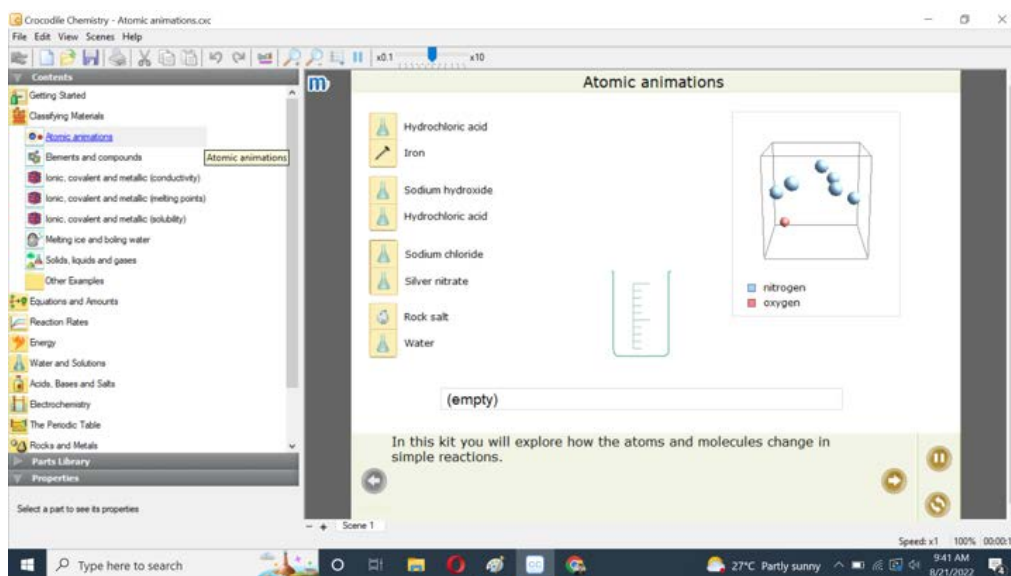 Crocodile Chemistry - Atomic animations.cxc
File Edit View Scenes Help
x0.1 x10
Contents
Getting Started
Classifying Materials
Atomic animations
Elements and compounds
Atomic animations
Ionic, covalent and metallic (conductivity)
Ionic, covalent and metallic (melting points)
Ionic, covalent and metallic (solubility)
Melting ice and boiling water
Solids, liquids and gases
Other Examples
Equations and Amounts
Reaction Rates
Energy
Water and Solutions
Acids, Bases and Salts
Electrochemistry
The Periodic Table
Rocks and Metals
Parts Library
Properties
Select a part to see its properties
m
Atomic animations
Hydrochloric acid
Iron
Sodium hydroxide
Hydrochloric acid
Sodium chloride
Silver nitrate
Rock salt
Water
nitrogen
oxygen
(empty)
In this kit you will explore how the atoms and molecules change in
simple reactions.
- + Scene 1
Speed: x1 100% 00:00:1
Type here to search
CC
27°C Partly sunny
9:41 AM
8/21/2022